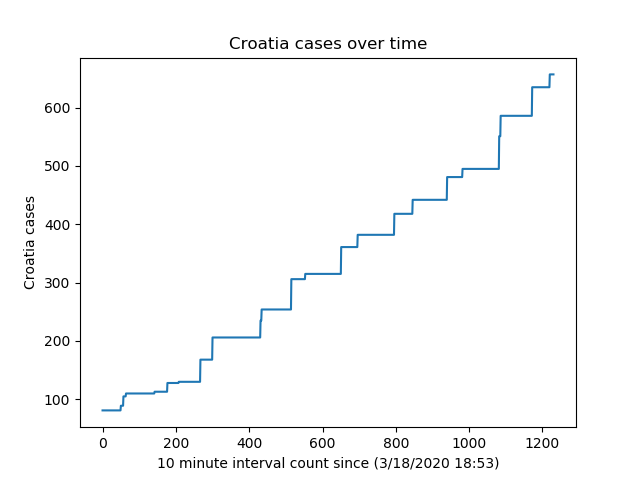 Croatia cases over time
600
500
400
300
200
100
Croatia cases
0 200 400 600 800 1000 1200
10 minute interval count since (3/18/2020 18:53)